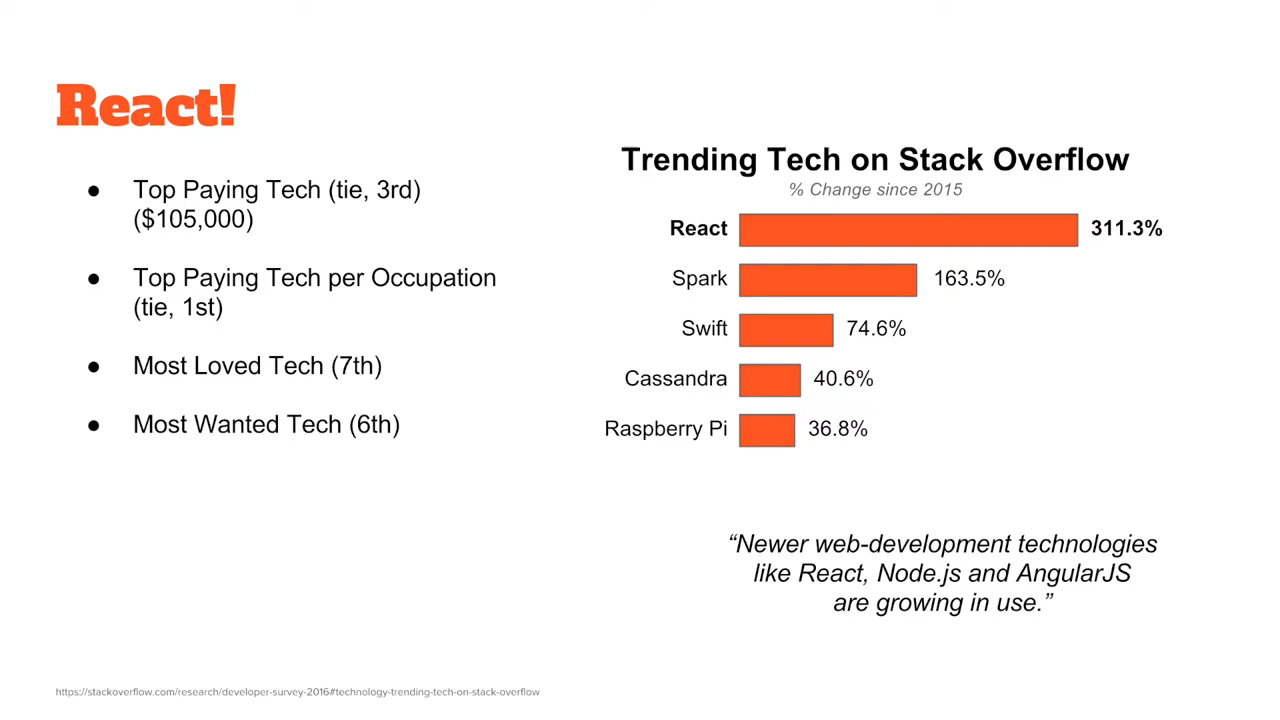 React!
● Top Paying Tech (tie, 3rd)
($105,000)
● Top Paying Tech per Occupation
(tie, 1st)
● Most Loved Tech (7th)
● Most Wanted Tech (6th)
Trending Tech on Stack Overflow
% Change since 2015
React 311.3%
Spark 163.5%
Swift 74.6%
Cassandra 40.6%
Raspberry Pi 36.8%
“Newer web-development technologies
like React, Node.js and AngularJS
are growing in use.”
https://stackoverflow.com/research/developer-survey-2016#technology-trending-tech-on-stack-overflow